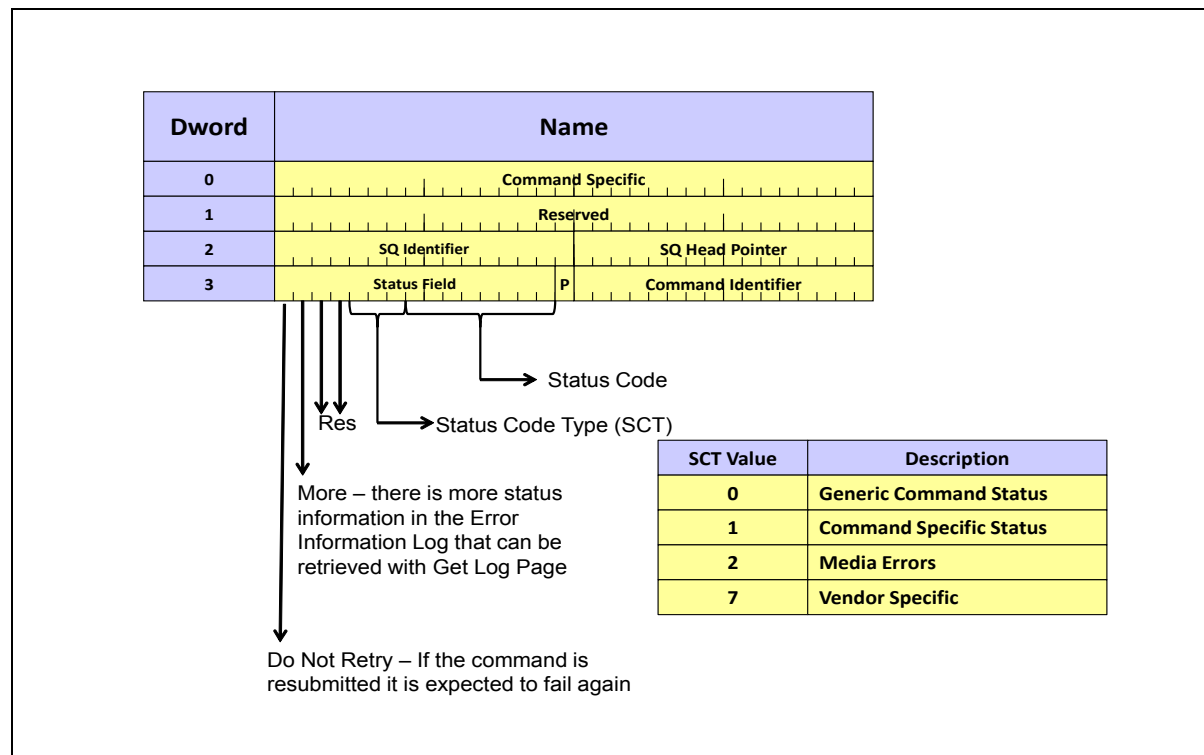 Dword Name
0 Command Specific
1 Reserved
2 SQ Identifier SQ Head Pointer
3 Status Field P Command Identifier
Status Code
Res
Status Code Type (SCT)
More – there is more status
information in the Error
Information Log that can be
retrieved with Get Log Page
Do Not Retry – If the command is
resubmitted it is expected to fail again
SCT Value Description
0 Generic Command Status
1 Command Specific Status
2 Media Errors
7 Vendor Specific